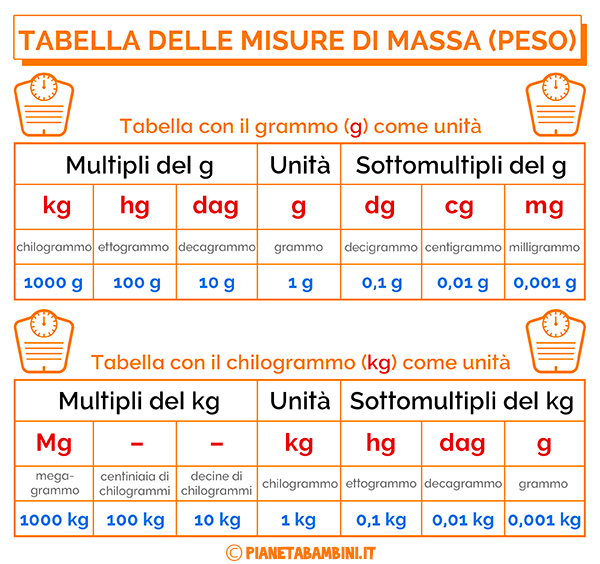 TABELLA DELLE MISURE DI MASSA (PESO)
Tabella con il grammo (g) come unità
Multipli del g Unità Sottomultipli del g
kg hg dag g dg cg mg
chilogrammo ettogrammo decagrammo grammo decigrammo centigrammo milligrammo
1000 g 100 g 10 g 1 g 0,1 g 0,01 g 0,001 g
Tabella con il chilogrammo (kg) come unità
Multipli del kg Unità Sottomultipli del kg
Mg – – kg hg dag g
mega-grammo centiniaia di chilogrammi decine di chilogrammi chilogrammo ettogrammo decagrammo grammo
1000 kg 100 kg 10 kg 1 kg 0,1 kg 0,01 kg 0,001 kg
© PIANETABAMBINI.IT